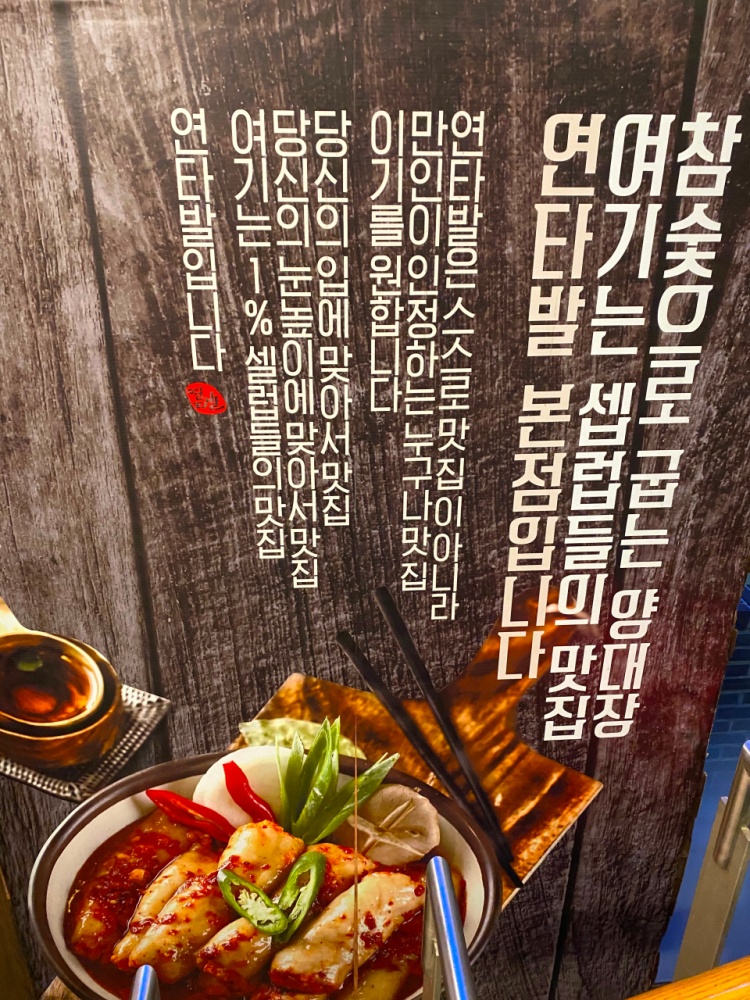 참숯으로 굽는 양대창
여기는 셉럽들의 맛집
연타발 본점입니다
연타발은 스스로 맛집이 아니라
만인이 인정하는 누구나 맛집
이기를 원합니다
당신의 입에 맞아서 맛집
당신의 눈높이에 맞아서 맛집
여기는 1% 셀럽들의 맛집
연타발입니다